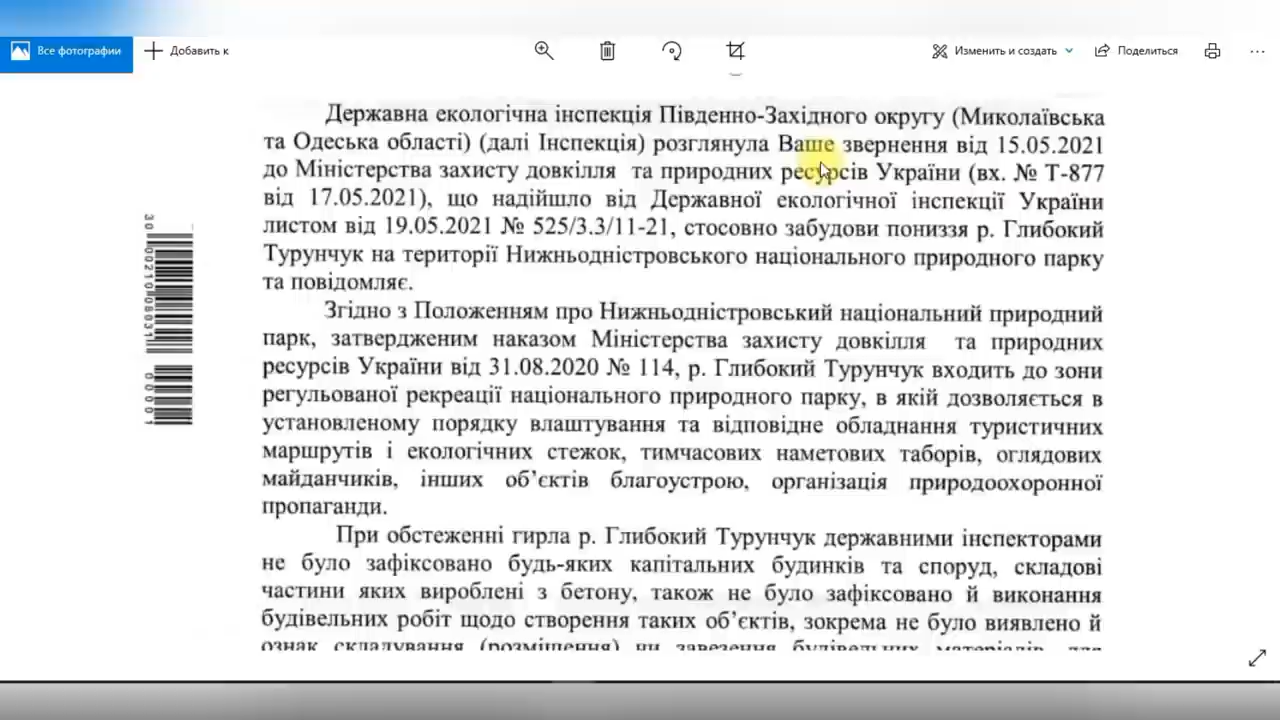 Все фотографии
Добавить к
Изменить и создать
Поделиться
Державна екологічна інспекція Південно-Західного округу (Миколаївська
та Одеська області) (далі Інспекція) розглянула Ваше звернення від 15.05.2021
до Міністерства захисту довкілля та природних ресурсів України (вх. № Т-877
від 17.05.2021), що надійшло від Державної екологічної інспекції України
листом від 19.05.2021 № 525/3.3/11-21, стосовно забудови пониззя р. Глибокий
Турунчук на території Нижньодністровського національного природного парку
та повідомляє.
Згідно з Положенням про Нижньодністровський національний природний
парк, затвердженим наказом Міністерства захисту довкілля та природних
ресурсів України від 31.08.2020 № 114, р. Глибокий Турунчук входить до зони
регульованої рекреації національного природного парку, в якій дозволяється в
установленому порядку влаштування та відповідне обладнання туристичних
маршрутів і екологічних стежок, тимчасових наметових таборів, оглядових
майданчиків, інших об’єктів благоустрою, організація природоохоронної
пропаганди.
При обстеженні гирла р. Глибокий Турунчук державними інспекторами
не було зафіксовано будь-яких капітальних будинків та споруд, складові
частини яких вироблені з бетону, також не було зафіксовано й виконання
будівельних робіт щодо створення таких об’єктів, зокрема не було виявлено й
ознак складування (розміщення) чи завезення будівельних матеріалів, для